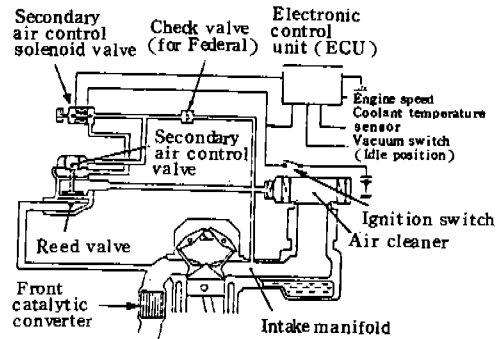 Secondary
air control
solenoid valve
Check valve
(for Federal)
Electronic
control
unit (ECU)
Engine speed
Coolant temperature
sensor
Vacuum switch
(Idle position)
Secondary
air control
valve
Ignition switch
Air cleaner
Reed valve
Front
catalytic
converter
Intake manifold